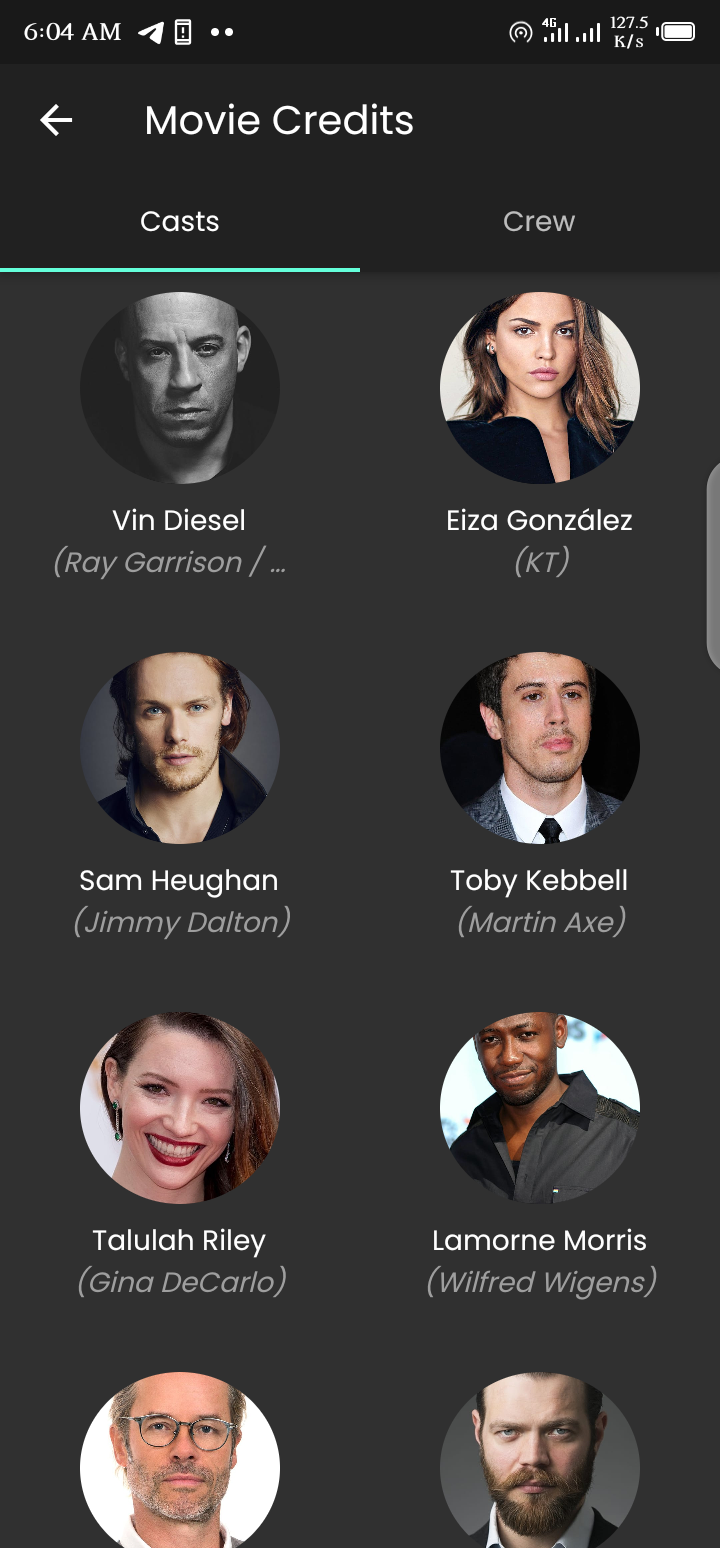 6:04 AM
4G
127.5
K/s
Movie Credits
Casts
Crew
Vin Diesel
Eiza González
(Ray Garrison / ...
(KT)
Sam Heughan
Toby Kebbell
(Jimmy Dalton)
(Martin Axe)
Talulah Riley
Lamorne Morris
(Gina DeCarlo)
(Wilfred Wigens)